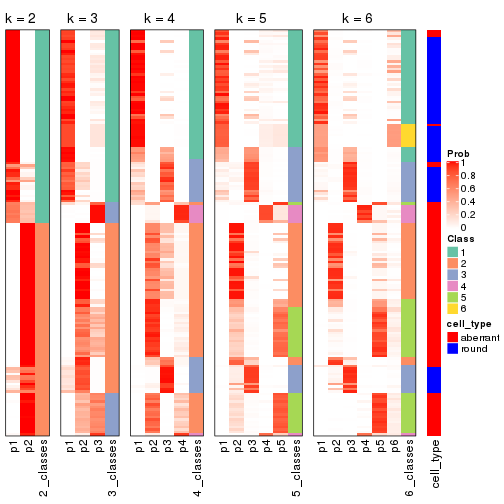 k = 2
k = 3
k = 4
k = 5
k = 6
Prob
1
0.8
0.6
0.4
0.2
0
Class
1
2
3
4
5
6
cell_type
aberrant
round
p1
p2
2_classes
p1
p2
p3
3_classes
p1
p2
p3
p4
4_classes
p1
p2
p3
p4
p5
5_classes
p1
p2
p3
p4
p5
p6
6_classes
cell_type